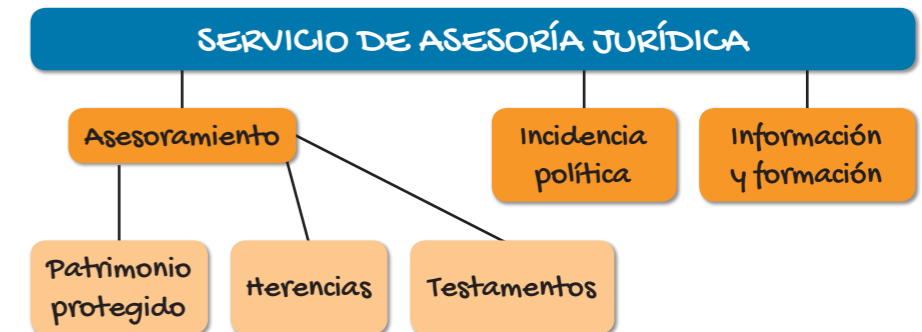 SERVICIO DE ASESORÍA JURÍDICA
Asesoramiento
Incidencia
política
Información
y formación
Patrimonio
protegido
Herencias
Testamentos